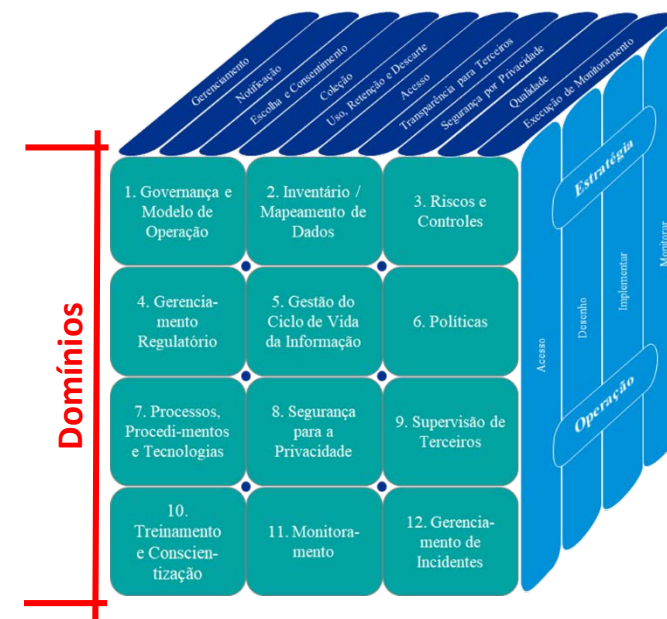 Gerenciamento
Notificação
Escolha e Consentimento
Coleção
Uso, Retenção e Descarte
Acesso
Transparência para Terceiros
Segurança por Privacidade
Qualidade
Execução de Monitoramento
Domínios
1. Governança e
Modelo de
Operação
2. Inventário /
Mapeamento de
Dados
3. Riscos e
Controles
4. Gerencia-
mento
Regulatório
5. Gestão do
Ciclo de Vida
da Informação
6. Políticas
7. Processos,
Procedi-mentos
e Tecnologias
8. Segurança
para a
Privacidade
9. Supervisão de
Terceiros
10.
Treinamento
e Conscien-
tização
11. Monitora-
mento
12. Gerencia-
mento de
Incidentes
Estratégia
Acesso
Desenho
Implementar
Monitorar
Operação